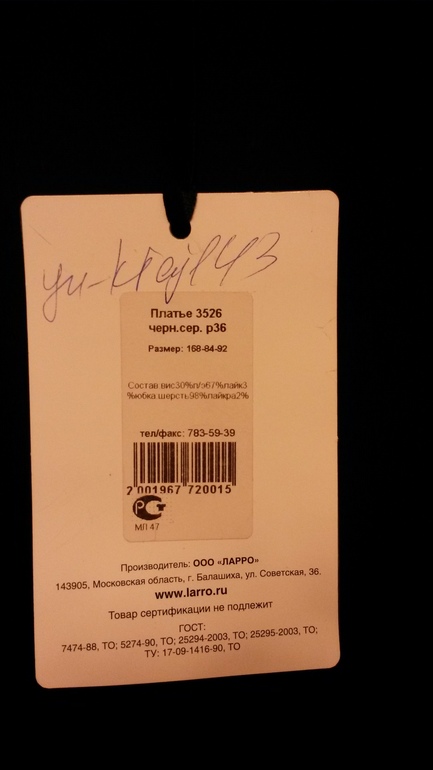 Платье 3526
черн.сер. р36
Размер: 168-84-92
Состав вис30%п/э67%лайк3
%юбка шерсть98%лайкра2%
тел/факс: 783-59-39
2 001967 720015
РСТ
МП 47
Производитель: ООО «ЛАРРО»
143905, Московская область, г. Балашиха, ул. Советская, 36.
www.larro.ru
Товар сертификации не подлежит
ГОСТ:
7474-88, ТО; 5274-90, ТО; 25294-2003, ТО; 25295-2003, ТО;
ТУ: 17-09-1416-90, ТО